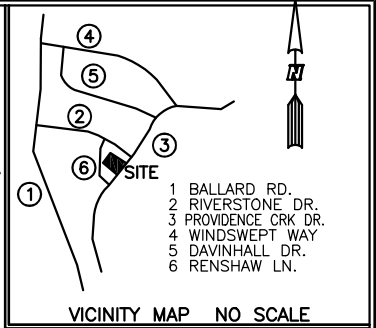 4
N
5
2
3
6
SITE
1
1 BALLARD RD.
2 RIVERSTONE DR.
3 PROVIDENCE CRK DR.
4 WINDSWEPT WAY
5 DAVINHALL DR.
6 RENSHAW LN.
VICINITY MAP NO SCALE